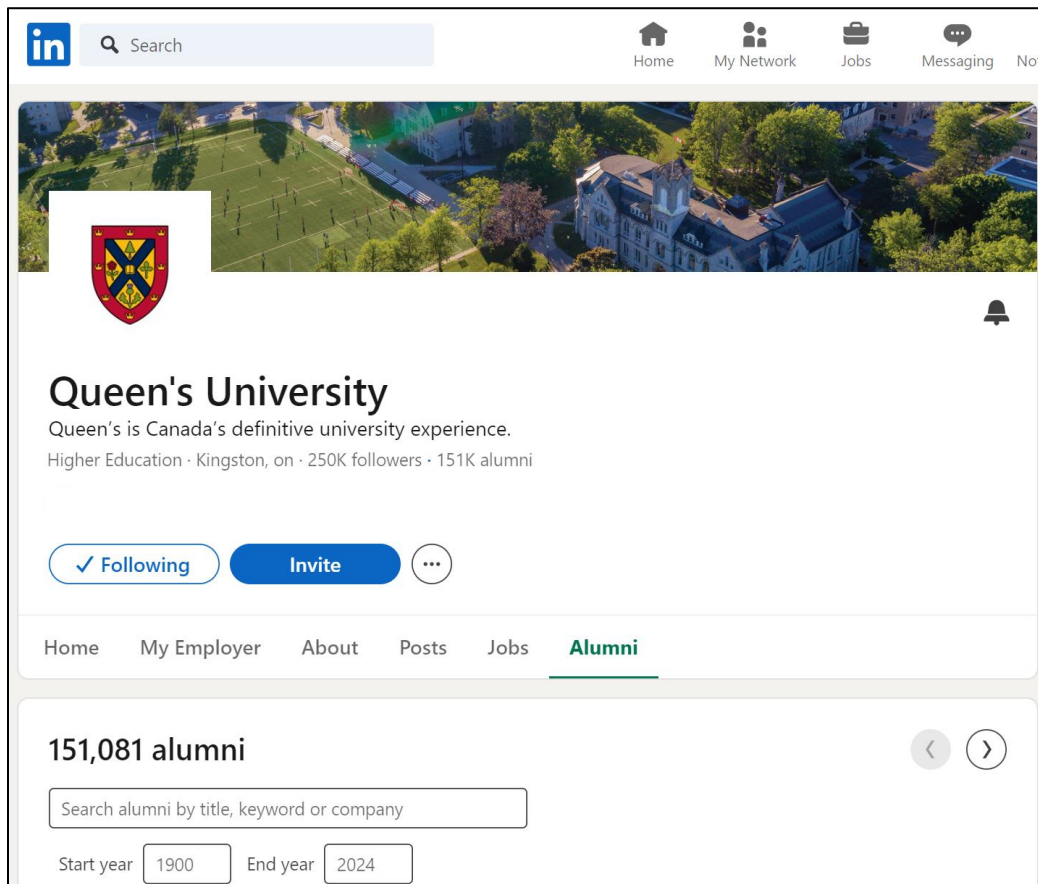 in
Search
Home My Network Jobs Messaging No
Queen's University
Queen's is Canada's definitive university experience.
Higher Education · Kingston, on · 250K followers · 151K alumni
✓ Following Invite ···
Home My Employer About Posts Jobs Alumni
151,081 alumni
Search alumni by title, keyword or company
Start year 1900 End year 2024